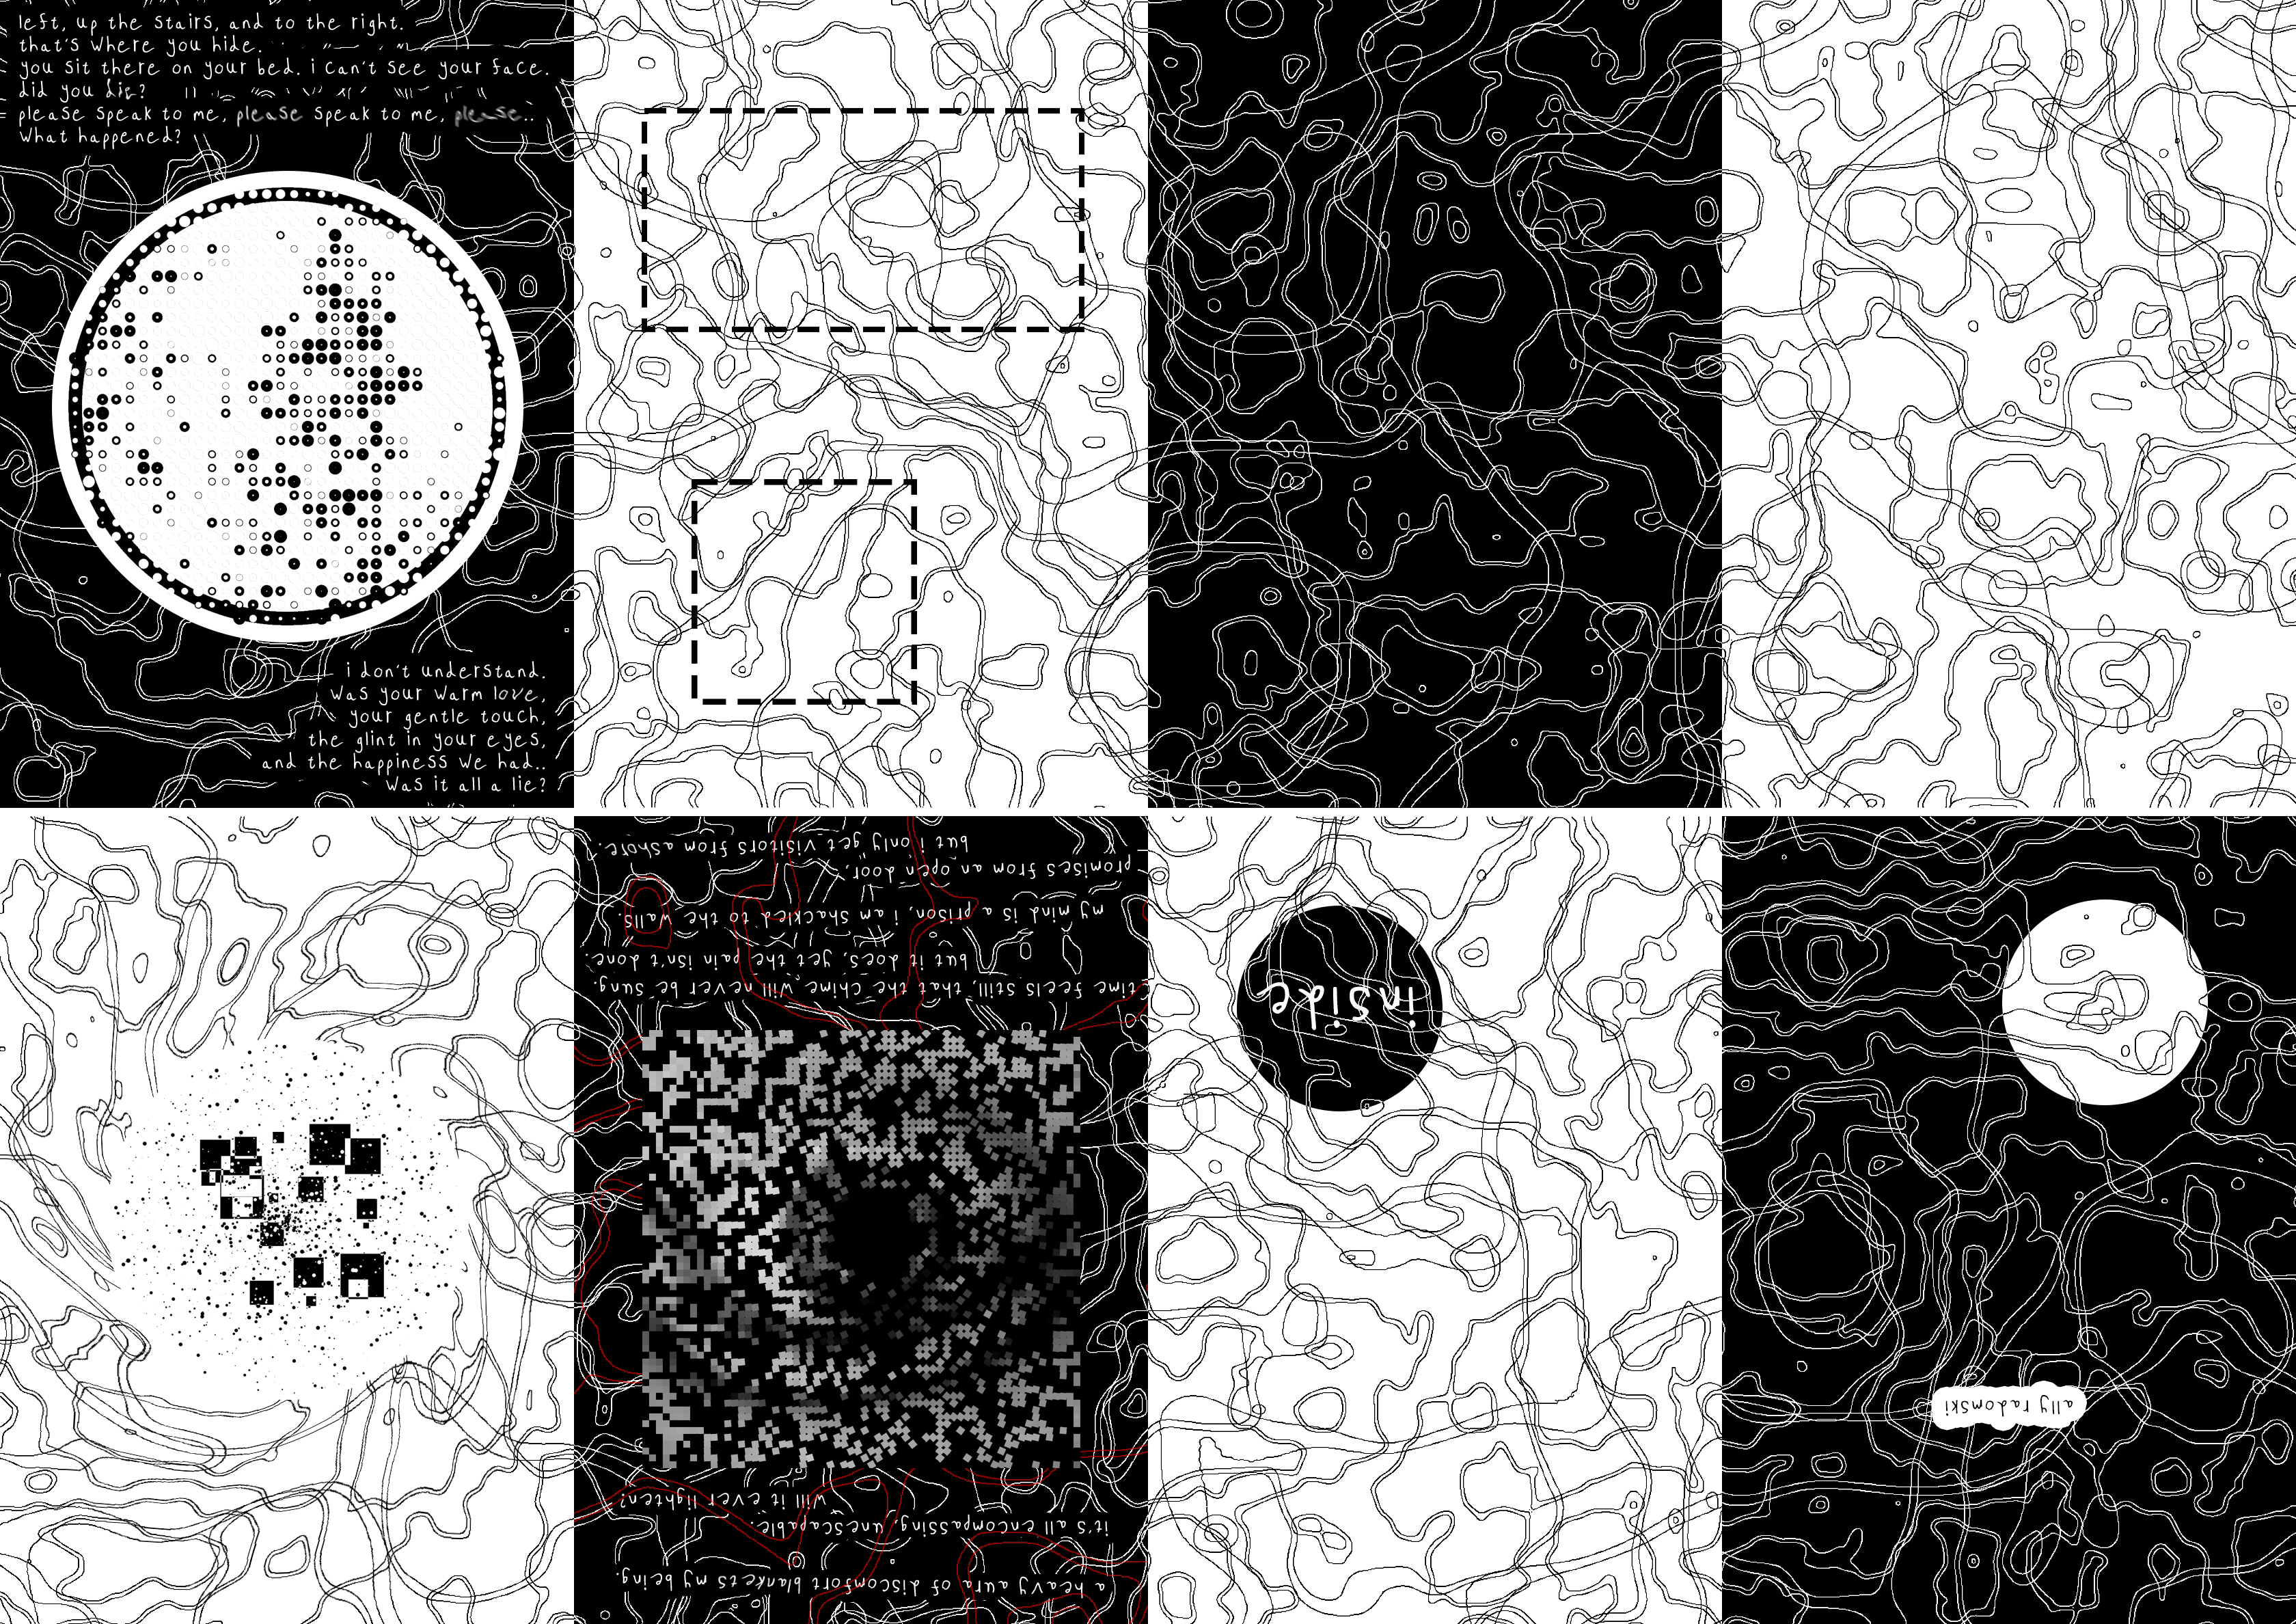 left, up the stairs, and to the right.
that's where you hide.
you sit there on your bed. i can't see your face.
did you die?
please speak to me, please speak to me, please..
what happened?
i don't understand.
was your warm love,
your gentle touch,
the glint in your eyes,
and the happiness we had..
was it all a lie?
a heavy aura of discomfort blankets my being.
it's all encompassing, unescapable.
will it ever lighten?
time feels still, that the chime will never be sung.
but it does, yet the pain isn't done.
my mind is a prison, i am shackled to the walls.
promises from an open door,
but i only get visitors from ashore.
inside
ally radomski